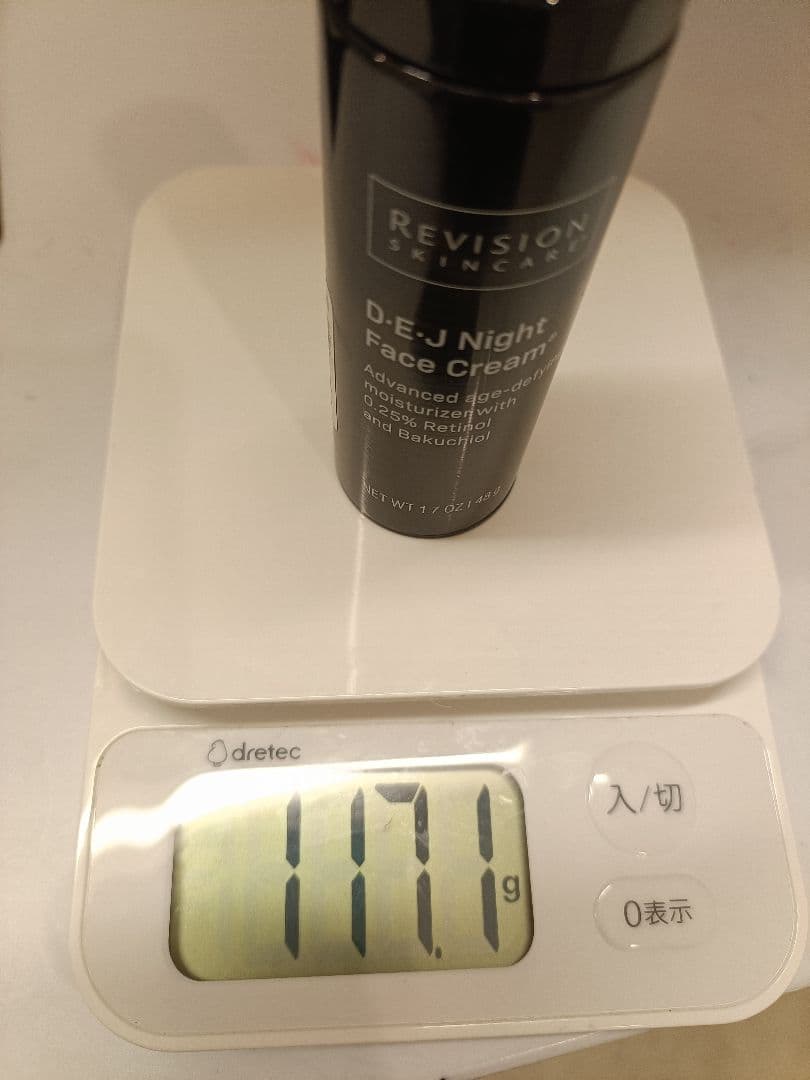 REVISION
SKINCARE
D·E·J Night
Face Cream®
Advanced age-defying
moisturizer with
0.25% Retinol
and Bakuchiol
NET WT 1.7 OZ | 48 g
dretec
117.1 g
入/切
0表示